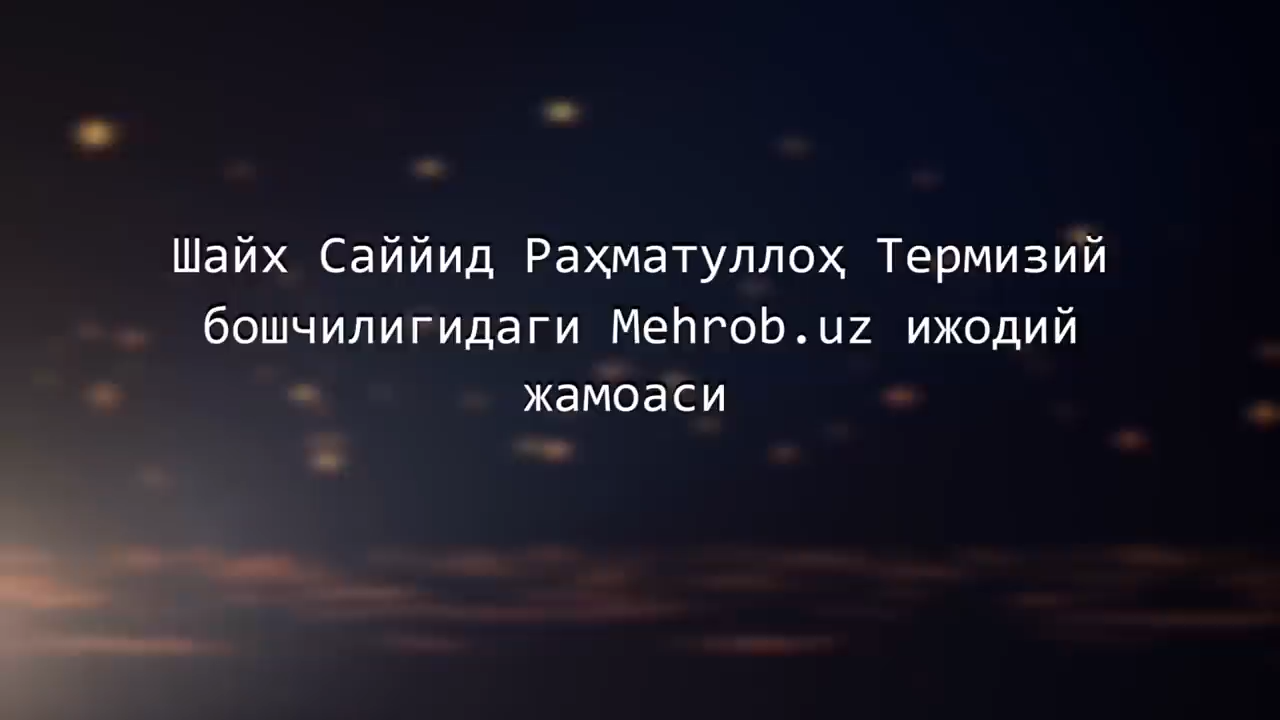 Шайх Саййид Раҳматуллоҳ Термизий
бошчилигидаги Mehrob.uz ижодий
жамоаси